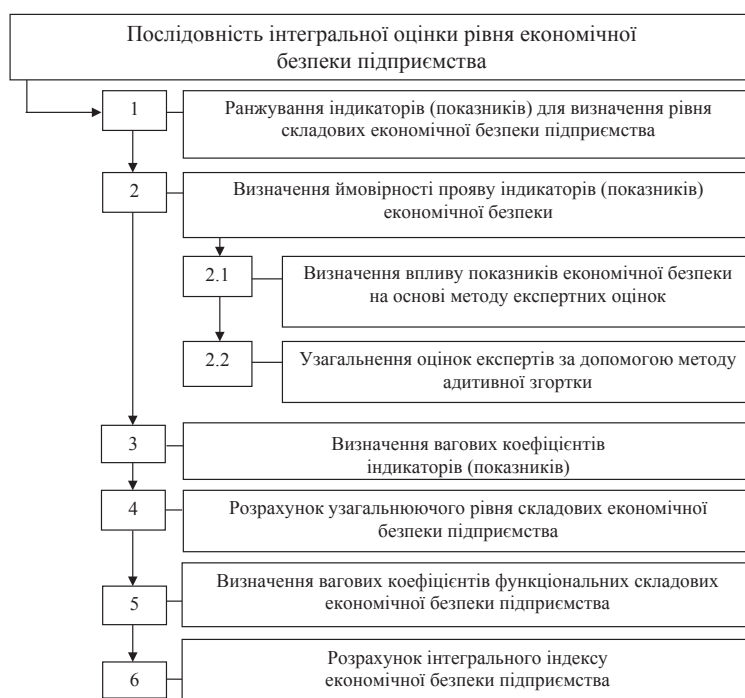 Послідовність інтегральної оцінки рівня економічної
безпеки підприємства
1
Ранжування індикаторів (показників) для визначення рівня
складових економічної безпеки підприємства
2
Визначення ймовірності прояву індикаторів (показників)
економічної безпеки
2.1
Визначення впливу показників економічної безпеки
на основі методу експертних оцінок
2.2
Узагальнення оцінок експертів за допомогою методу
адитивної згортки
3
Визначення вагових коефіцієнтів
індикаторів (показників)
4
Розрахунок узагальнюючого рівня складових економічної
безпеки підприємства
5
Визначення вагових коефіцієнтів функціональних складових
економічної безпеки підприємства
6
Розрахунок інтегрального індексу
економічної безпеки підприємства